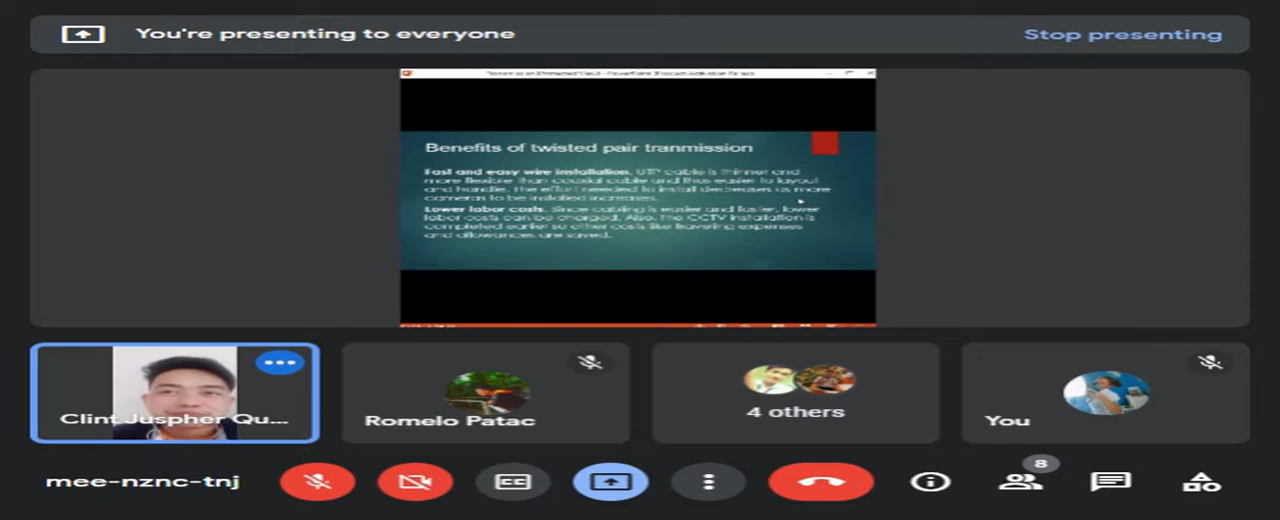 You're presenting to everyone
Stop presenting
Benefits of twisted pair tranmission
Fast and easy wire installation. UTP cable is thinner and
more flexible than coaxial cable and thus easier to layout
and handle. The effort needed to install decreases as more
cameras to be installed increases.
Lower labor costs. Since cabling is easier and faster, lower
labor costs can be charged. Also, the CCTV installation is
completed earlier so other costs like traveling expenses
and allowances are saved.
Clint Juspher Qu...
Romelo Patac
4 others
You
mee-nznc-tnj
CC
8